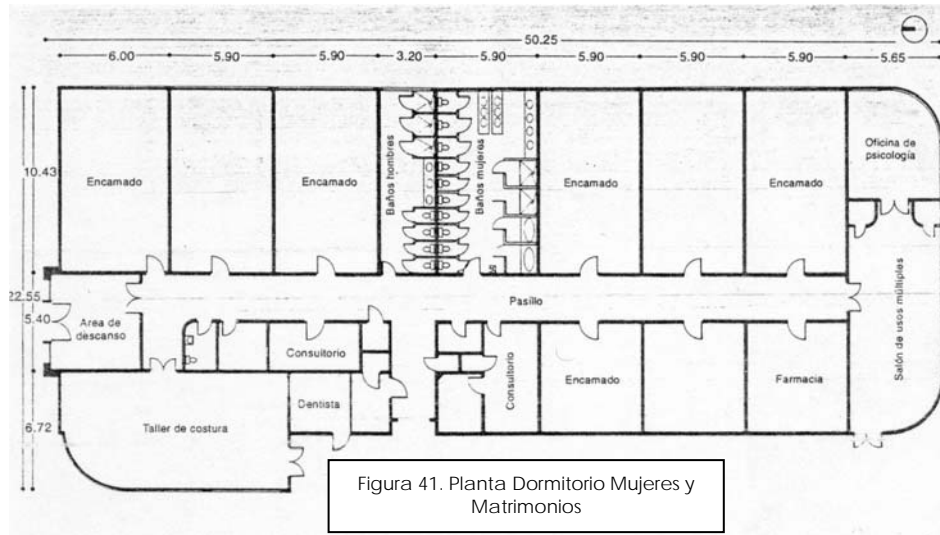 50.25
6.00 5.90 5.90 3.20 5.90 5.90 5.90 5.90 5.65
10.43
22.55
5.40
6.72
Encamado
Encamado
Baños hombres
Baños mujeres
Encamado
Encamado
Oficina de
psicología
Pasillo
Salón de usos múltiples
Area de
descanso
Consultorio
Consultorio
Encamado
Farmacia
Dentista
Taller de costura
Figura 41. Planta Dormitorio Mujeres y
Matrimonios